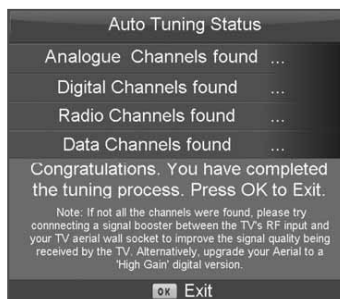 Auto Tuning Status
Analogue Channels found ...
Digital Channels found ...
Radio Channels found ...
Data Channels found ...
Congratulations. You have completed
the tuning process. Press OK to Exit.
Note: If not all the channels were found, please try
connnecting a signal booster between the TV's RF input and
your TV aerial wall socket to improve the signal quality being
received by the TV. Alternatively, upgrade your Aerial to a
'High Gain' digital version.
OK Exit